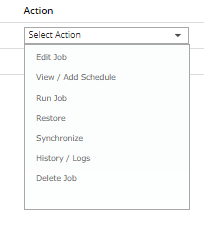 Action
Select Action
Edit Job
View / Add Schedule
Run Job
Restore
Synchronize
History / Logs
Delete Job